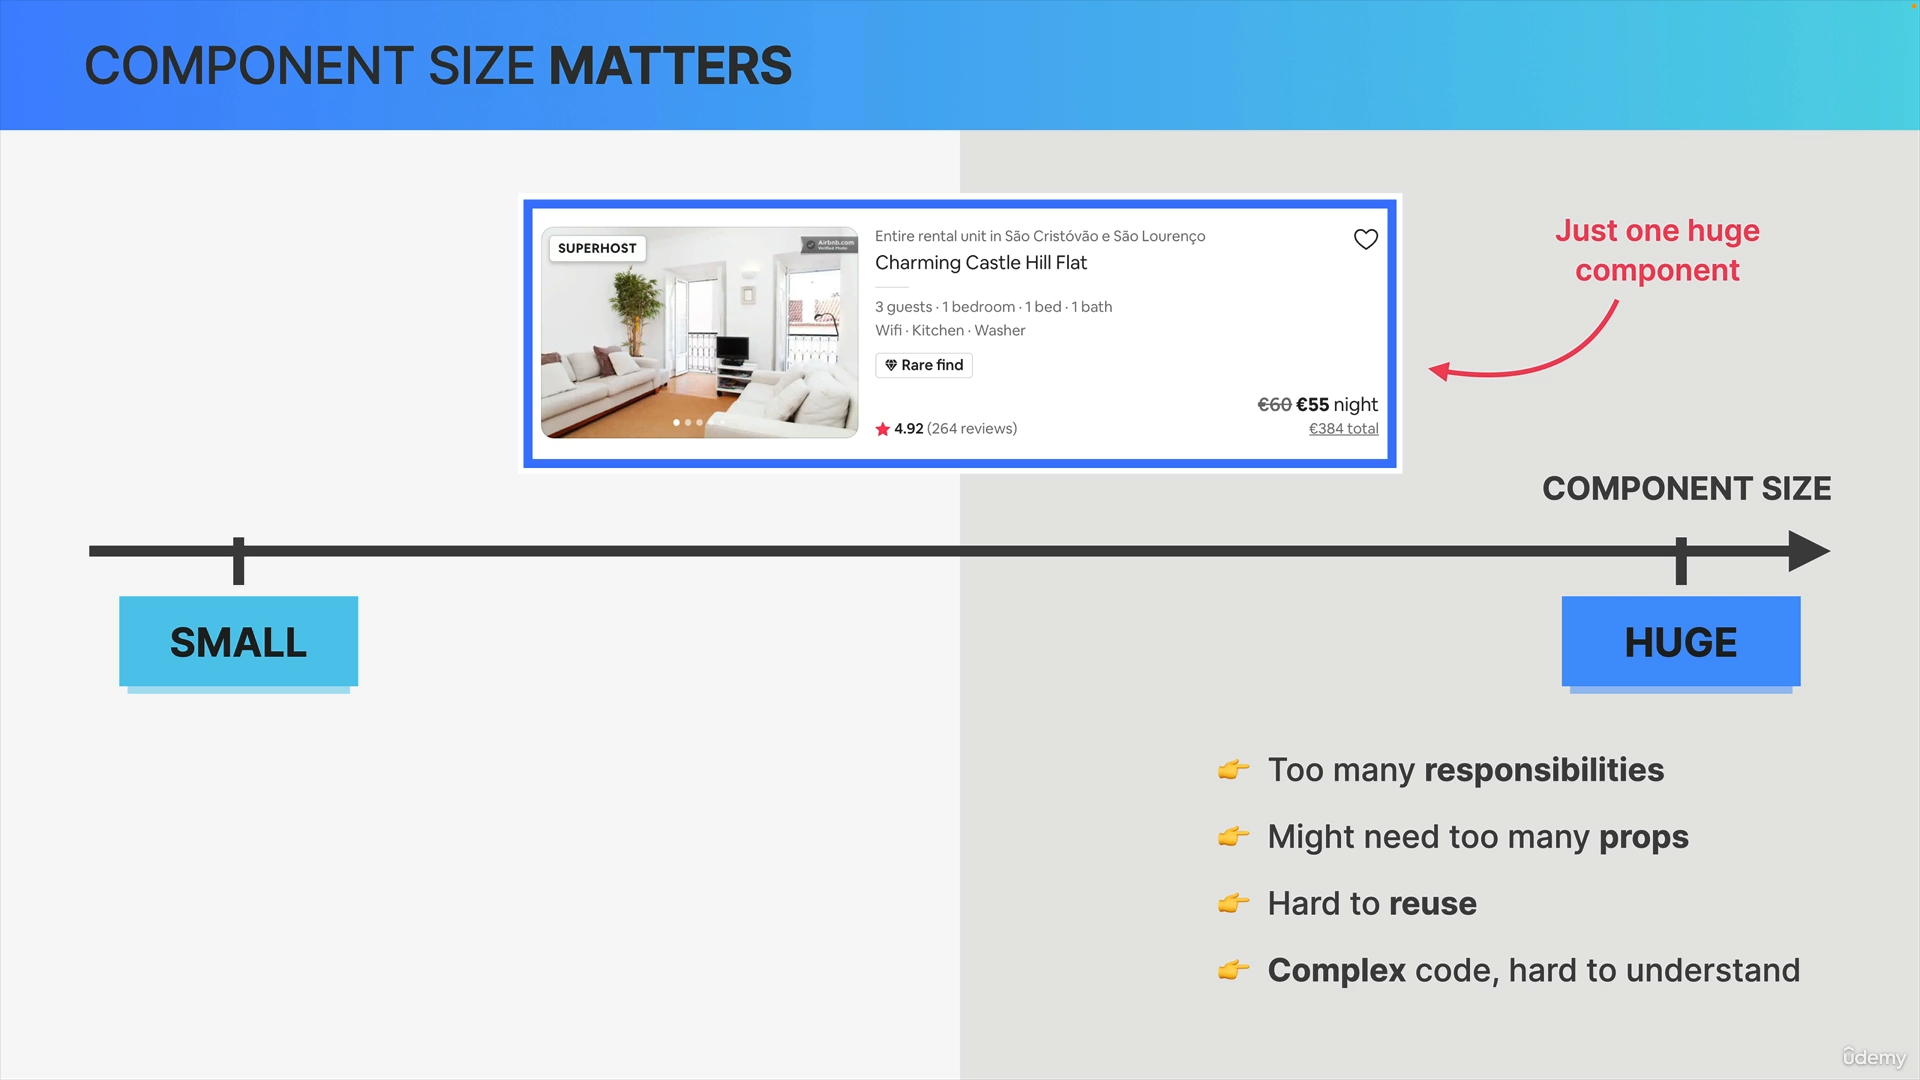 COMPONENT SIZE MATTERS
SUPERHOST
Airbnb.com
Verified Photo
Entire rental unit in São Cristóvão e São Lourenço
Charming Castle Hill Flat
3 guests · 1 bedroom · 1 bed · 1 bath
Wifi · Kitchen · Washer
Rare find
4.92 (264 reviews)
€60 €55 night
€384 total
Just one huge
component
COMPONENT SIZE
SMALL
HUGE
Too many responsibilities
Might need too many props
Hard to reuse
Complex code, hard to understand
ûdemy